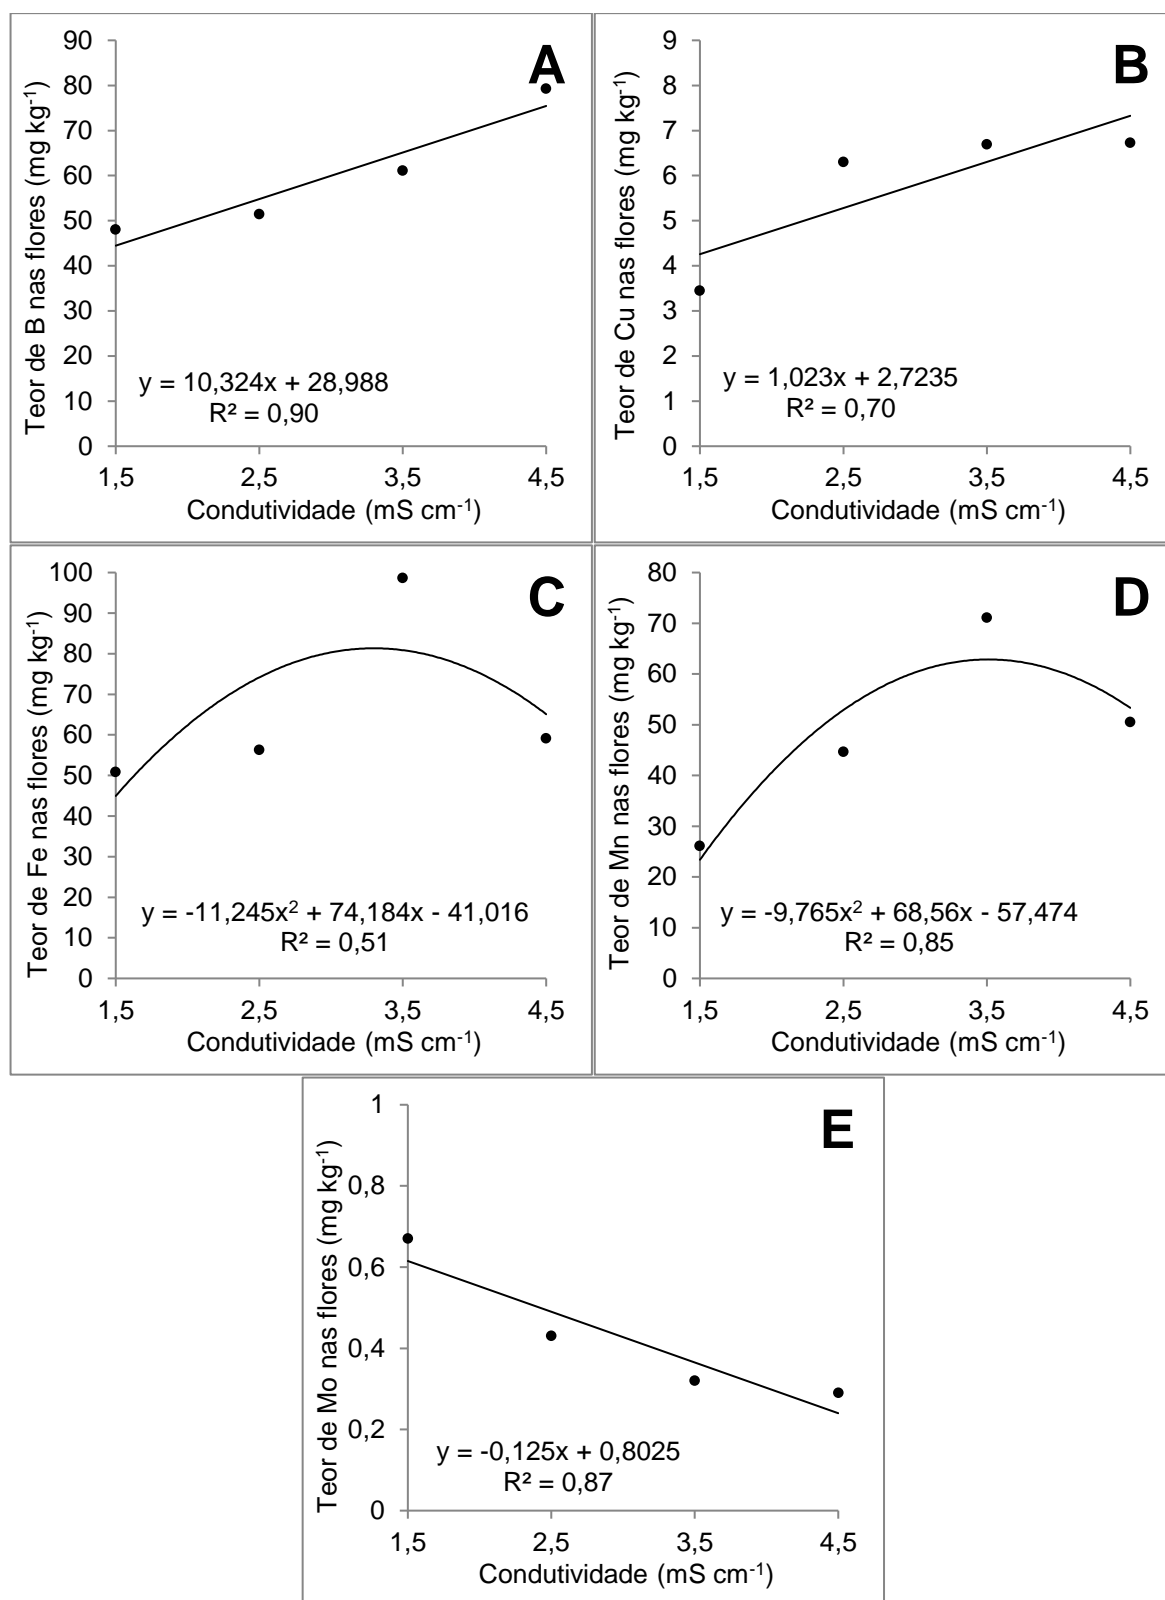 A
Teor de B nas flores (mg kg⁻¹)
90
80
70
60
50
40
30
20
10
0
y = 10,324x + 28,988
R² = 0,90
1,5 2,5 3,5 4,5
Condutividade (mS cm⁻¹)
B
Teor de Cu nas flores (mg kg⁻¹)
9
8
7
6
5
4
3
2
1
0
y = 1,023x + 2,7235
R² = 0,70
1,5 2,5 3,5 4,5
Condutividade (mS cm⁻¹)
C
Teor de Fe nas flores (mg kg⁻¹)
100
90
80
70
60
50
40
30
20
10
0
y = -11,245x² + 74,184x - 41,016
R² = 0,51
1,5 2,5 3,5 4,5
Condutividade (mS cm⁻¹)
D
Teor de Mn nas flores (mg kg⁻¹)
80
70
60
50
40
30
20
10
0
y = -9,765x² + 68,56x - 57,474
R² = 0,85
1,5 2,5 3,5 4,5
Condutividade (mS cm⁻¹)
E
Teor de Mo nas flores (mg kg⁻¹)
1
0,8
0,6
0,4
0,2
0
y = -0,125x + 0,8025
R² = 0,87
1,5 2,5 3,5 4,5
Condutividade (mS cm⁻¹)